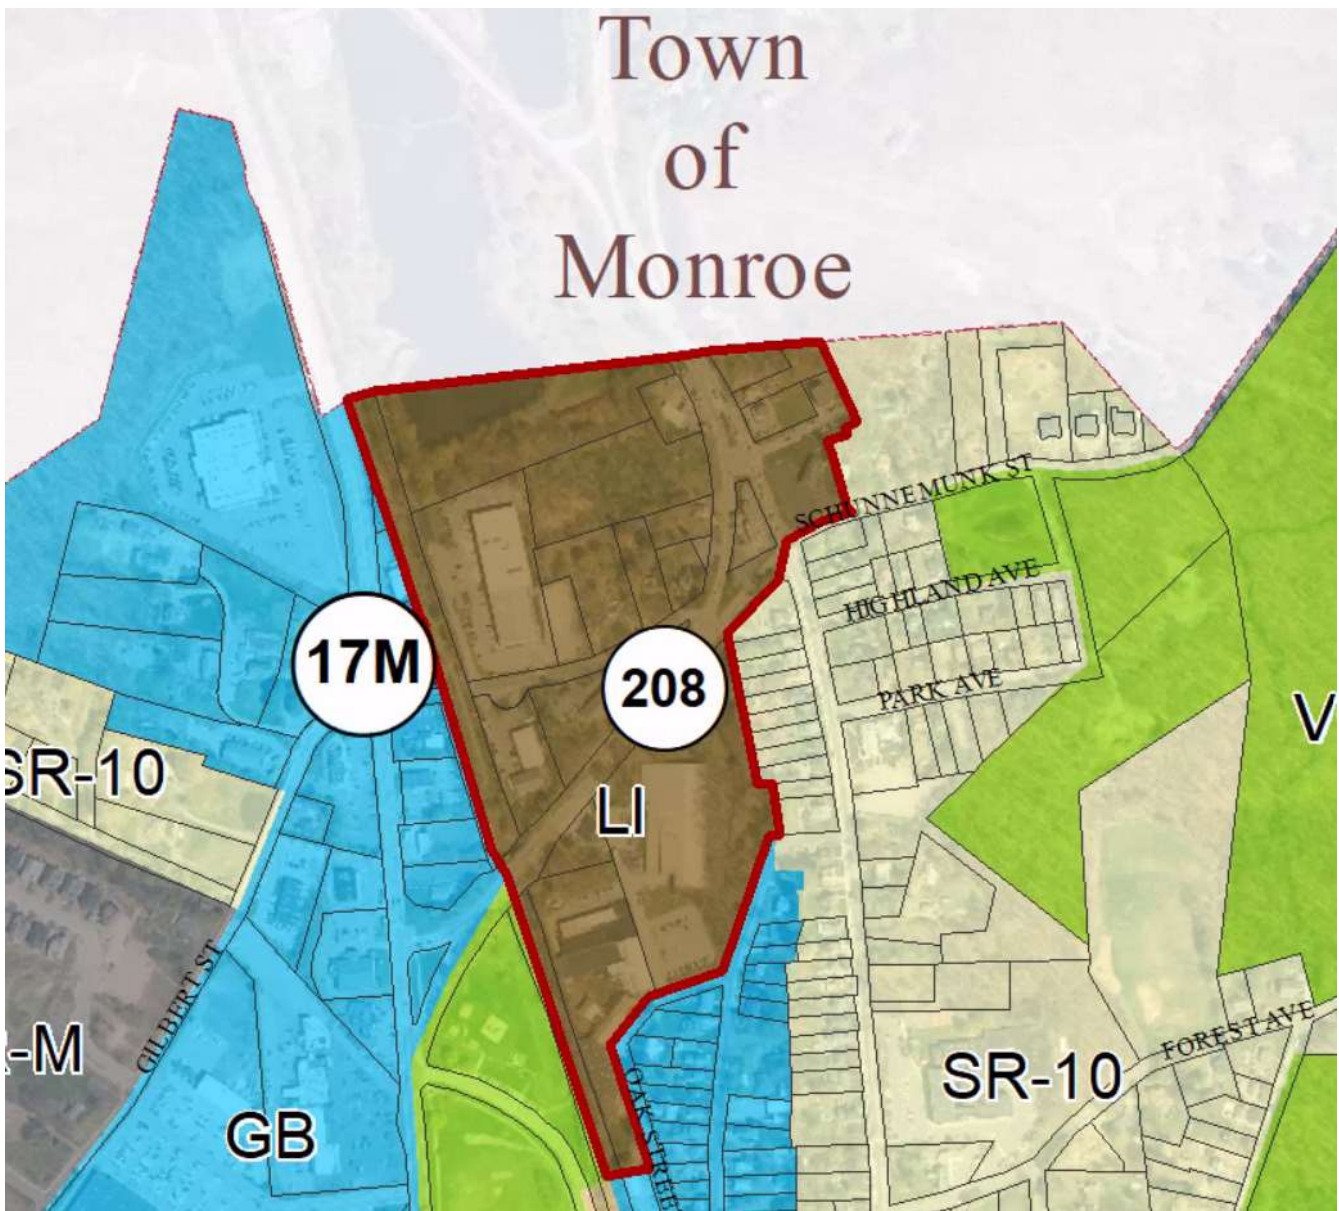 Town
of
Monroe
SCHUNNEMUNK ST
HIGHLAND AVE
17M
208
PARK AVE
V
SR-10
LI
GILBERT ST
-M
FOREST AVE
SR-10
OAK STREE
GB